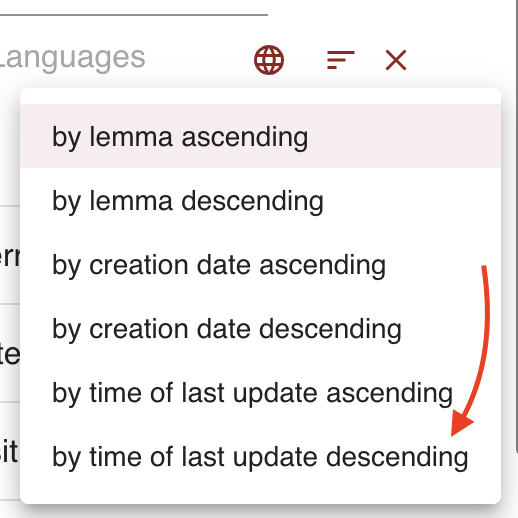 Languages
by lemma ascending
by lemma descending
by creation date ascending
by creation date descending
by time of last update ascending
by time of last update descending